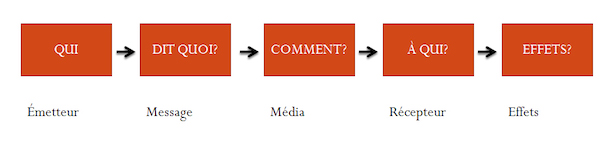 QUI DIT QUOI? COMMENT? À QUI? EFFETS?
Émetteur Message Média Récepteur Effets